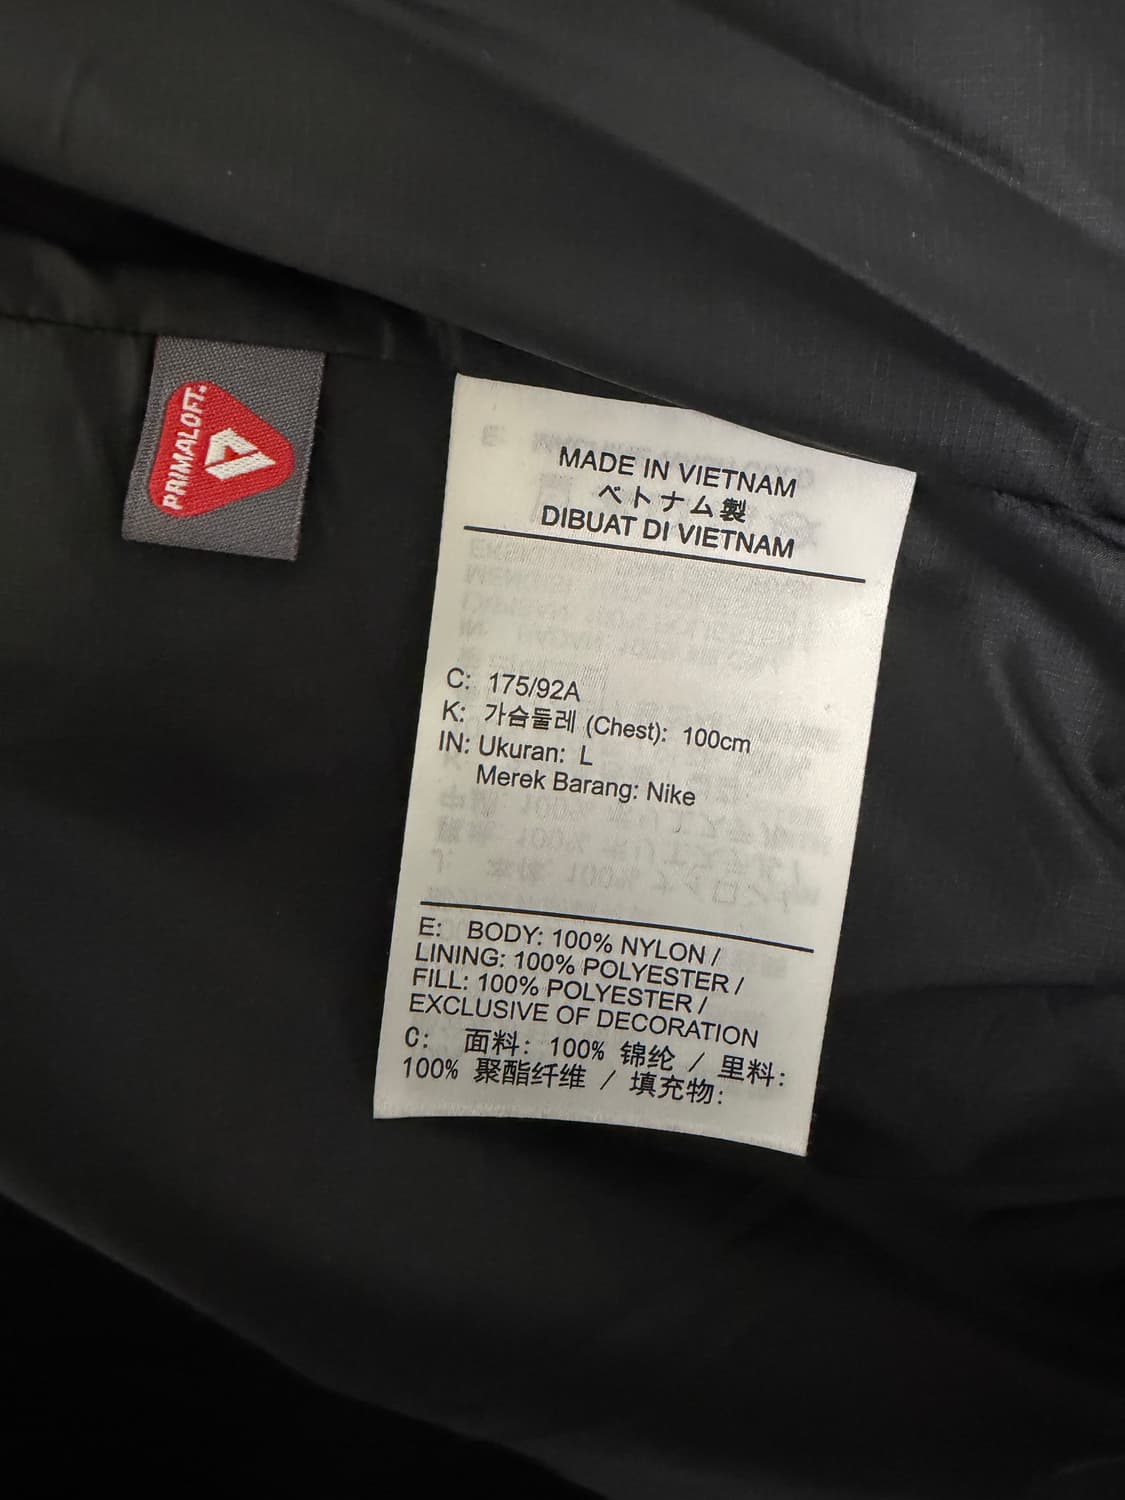 PRIMALOFT®
MADE IN VIETNAM
ベトナム製
DIBUAT DI VIETNAM
C: 175/92A
K: 가슴둘레 (Chest): 100cm
IN: Ukuran: L
Merek Barang: Nike
E: BODY: 100% NYLON /
LINING: 100% POLYESTER /
FILL: 100% POLYESTER /
EXCLUSIVE OF DECORATION
C: 面料: 100% 锦纶 / 里料:
100% 聚酯纤维 / 填充物: